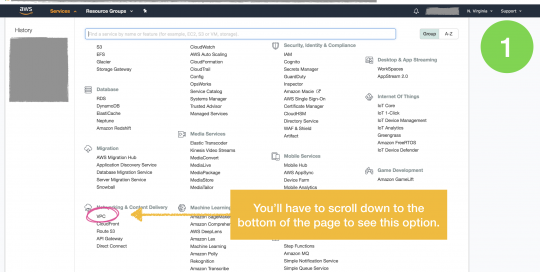 aws
Services
Resource Groups
N. Virginia
Support
History
Find a service by name or feature (for example, EC2, S3 or VM, storage).
Group
A-Z
1
S3
EFS
Glacier
Storage Gateway
Database
RDS
DynamoDB
ElastiCache
Neptune
Amazon Redshift
Migration
AWS Migration Hub
Application Discovery Service
Database Migration Service
Server Migration Service
Snowball
Networking & Content Delivery
VPC
CloudFront
Route 53
API Gateway
Direct Connect
CloudWatch
AWS Auto Scaling
CloudFormation
CloudTrail
Config
OpsWorks
Service Catalog
Systems Manager
Trusted Advisor
Managed Services
Media Services
Elastic Transcoder
Kinesis Video Streams
MediaConvert
MediaLive
MediaPackage
MediaStore
MediaTailor
Machine Learning
Amazon SageMaker
Amazon Comprehend
AWS DeepLens
Amazon Lex
Machine Learning
Amazon Polly
Rekognition
Amazon Transcribe
Security, Identity & Compliance
IAM
Cognito
Secrets Manager
GuardDuty
Inspector
Amazon Macie
AWS Single Sign-On
Certificate Manager
CloudHSM
Directory Service
WAF & Shield
Artifact
Mobile Services
Mobile Hub
AWS AppSync
Device Farm
Mobile Analytics
Step Functions
Amazon MQ
Simple Notification Service
Simple Queue Service
Desktop & App Streaming
WorkSpaces
AppStream 2.0
Internet Of Things
IoT Core
IoT 1-Click
IoT Device Management
IoT Analytics
Greengrass
Amazon FreeRTOS
IoT Device Defender
Game Development
Amazon GameLift
You'll have to scroll down to the
bottom of the page to see this option.